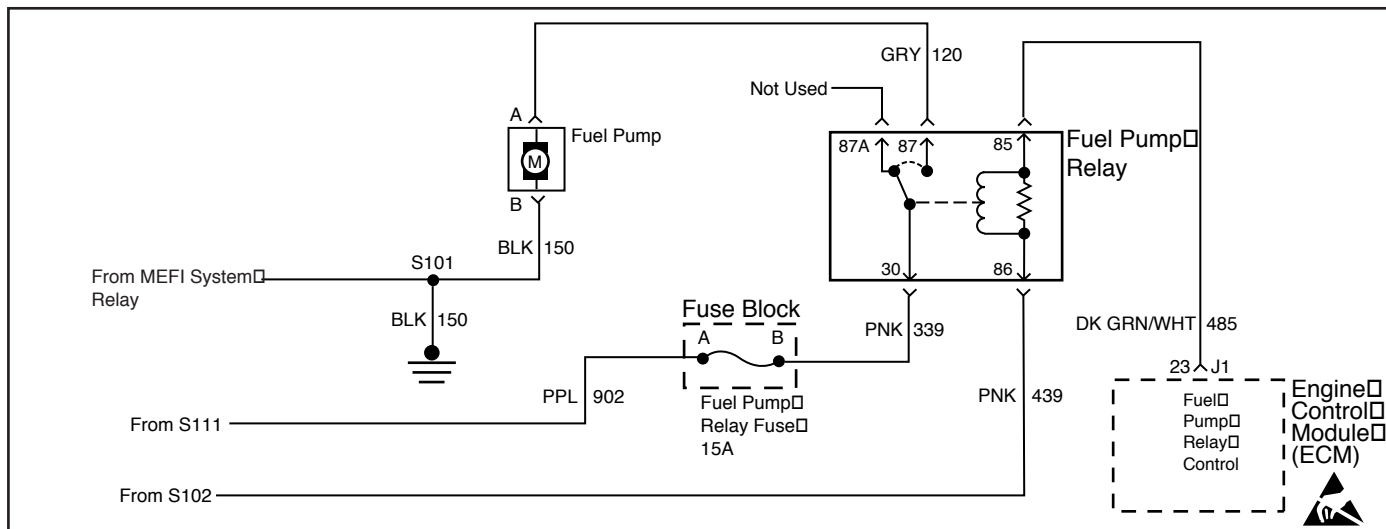 GRY 120
Not Used
A
Fuel Pump
M
B
87A 87 85
Fuel Pump□
Relay
30 86
BLK 150
S101
From MEFI System□
Relay
BLK 150
Fuse Block
A B
PNK 339
DK GRN/WHT 485
23 J1
PPL 902
Fuel Pump□
Relay Fuse□
15A
PNK 439
Fuel□
Pump□
Relay□
Control
Engine□
Control□
Module□
(ECM)
From S111
From S102